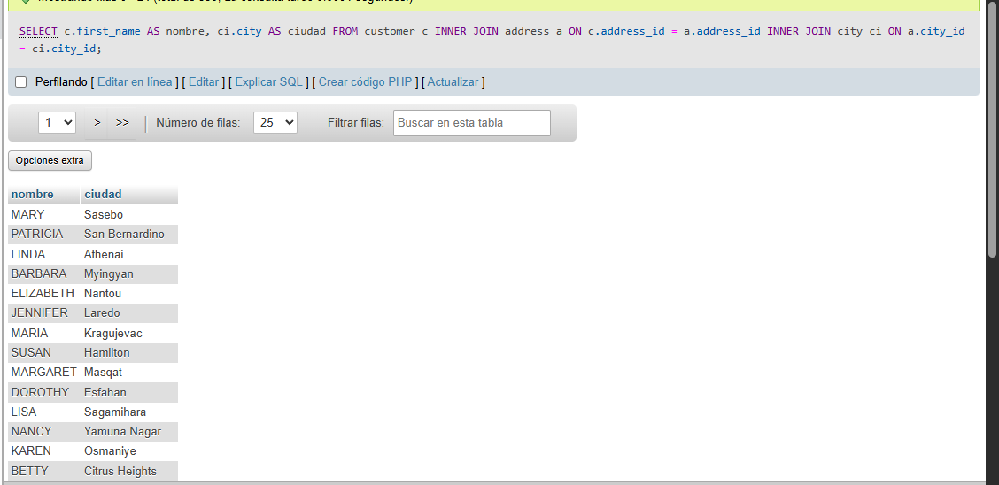 SELECT c.first_name AS nombre, ci.city AS ciudad FROM customer c INNER JOIN address a ON c.address_id = a.address_id INNER JOIN city ci ON a.city_id
= ci.city_id;
Perfilando [ Editar en línea ] [ Editar ] [ Explicar SQL ] [ Crear código PHP ] [ Actualizar ]
1 > >> Número de filas: 25 Filtrar filas: Buscar en esta tabla
Opciones extra
nombre ciudad
MARY Sasebo
PATRICIA San Bernardino
LINDA Athenai
BARBARA Myingyan
ELIZABETH Nantou
JENNIFER Laredo
MARIA Kragujevac
SUSAN Hamilton
MARGARET Masqat
DOROTHY Esfahan
LISA Sagamihara
NANCY Yamuna Nagar
KAREN Osmaniye
BETTY Citrus Heights